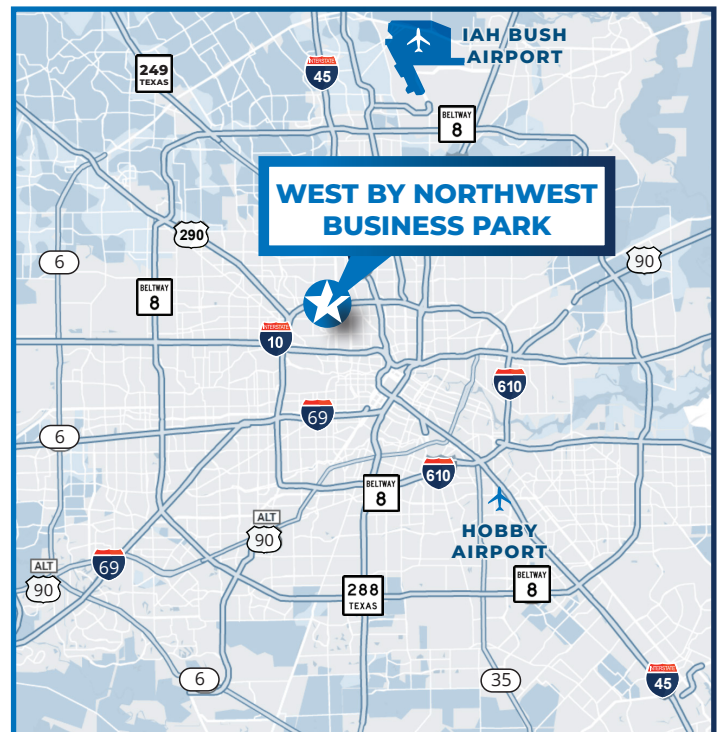 IAH BUSH
AIRPORT
249
TEXAS
INTERSTATE
45
BELTWAY
8
WEST BY NORTHWEST
BUSINESS PARK
290
6
90
BELTWAY
8
INTERSTATE
10
610
69
6
610
BELTWAY
8
HOBBY
AIRPORT
ALT
90
ALT
90
69
288
TEXAS
BELTWAY
8
6
35
INTERSTATE
45